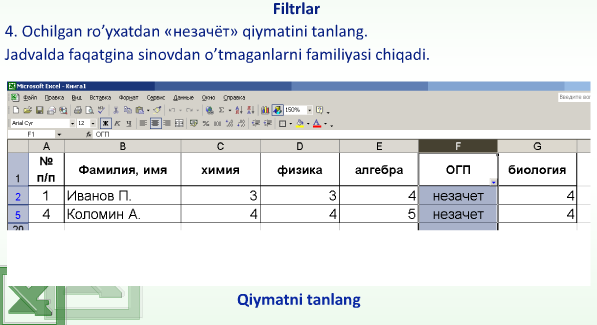 Filtrlar
4. Ochilgan ro’yxatdan «незачёт» qiymatini tanlang.
Jadvalda faqatgina sinovdan o’tmaganlarni familiyasi chiqadi.
Microsoft Excel - Книга1
Файл Правка Вид Вставка Формат Сервис Данные Окно Справка
Введите воп
150%
Arial Cyr 12 Ж К Ч
F1 fx ОГП
A B C D E F G
1 № п/п Фамилия, имя химия физика алгебра ОГП биология
2 1 Иванов П. 3 3 4 незачет 4
5 4 Коломин А. 4 4 5 незачет 4
20
Qiymatni tanlang